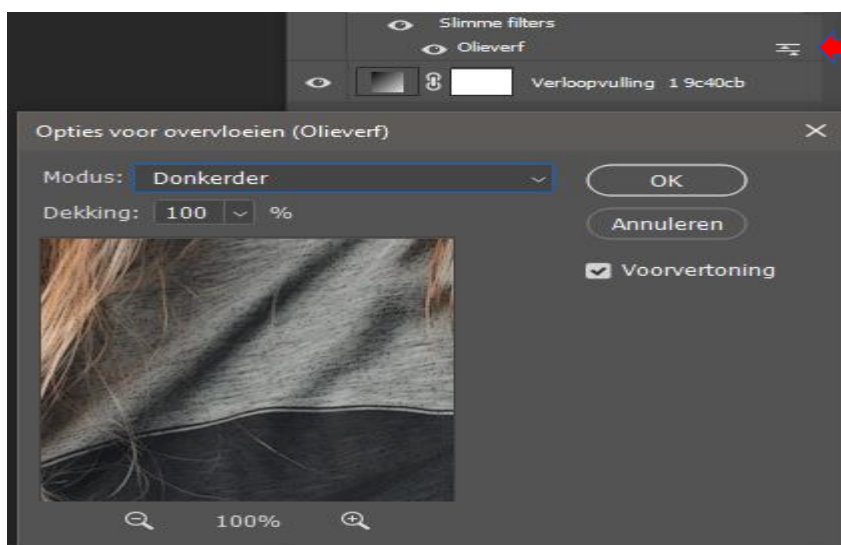 Slimme filters
Olieverf
Verloopvulling 1 9c40cb
Opties voor overvloeien (Olieverf)
Modus: Donkerder
OK
Dekking: 100 %
Annuleren
Voorvertoning
100%